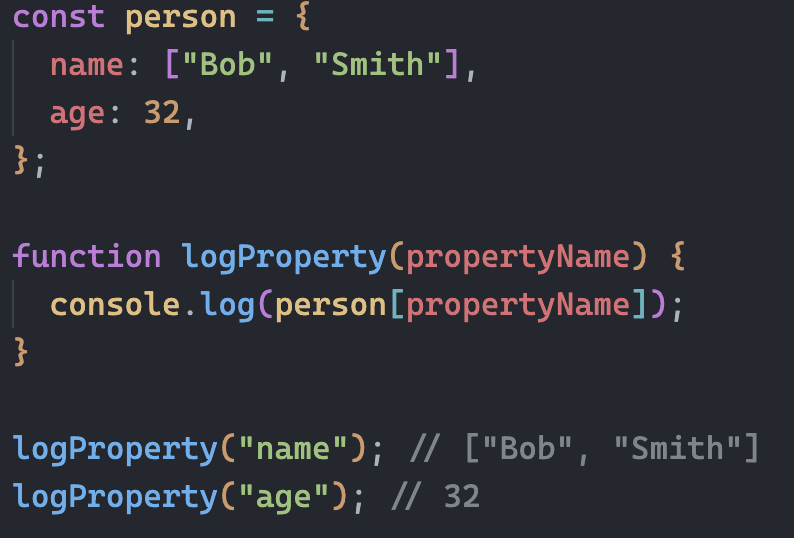 const person = {
  name: ["Bob", "Smith"],
  age: 32,
};

function logProperty(propertyName) {
  console.log(person[propertyName]);
}

logProperty("name"); // ["Bob", "Smith"]
logProperty("age"); // 32